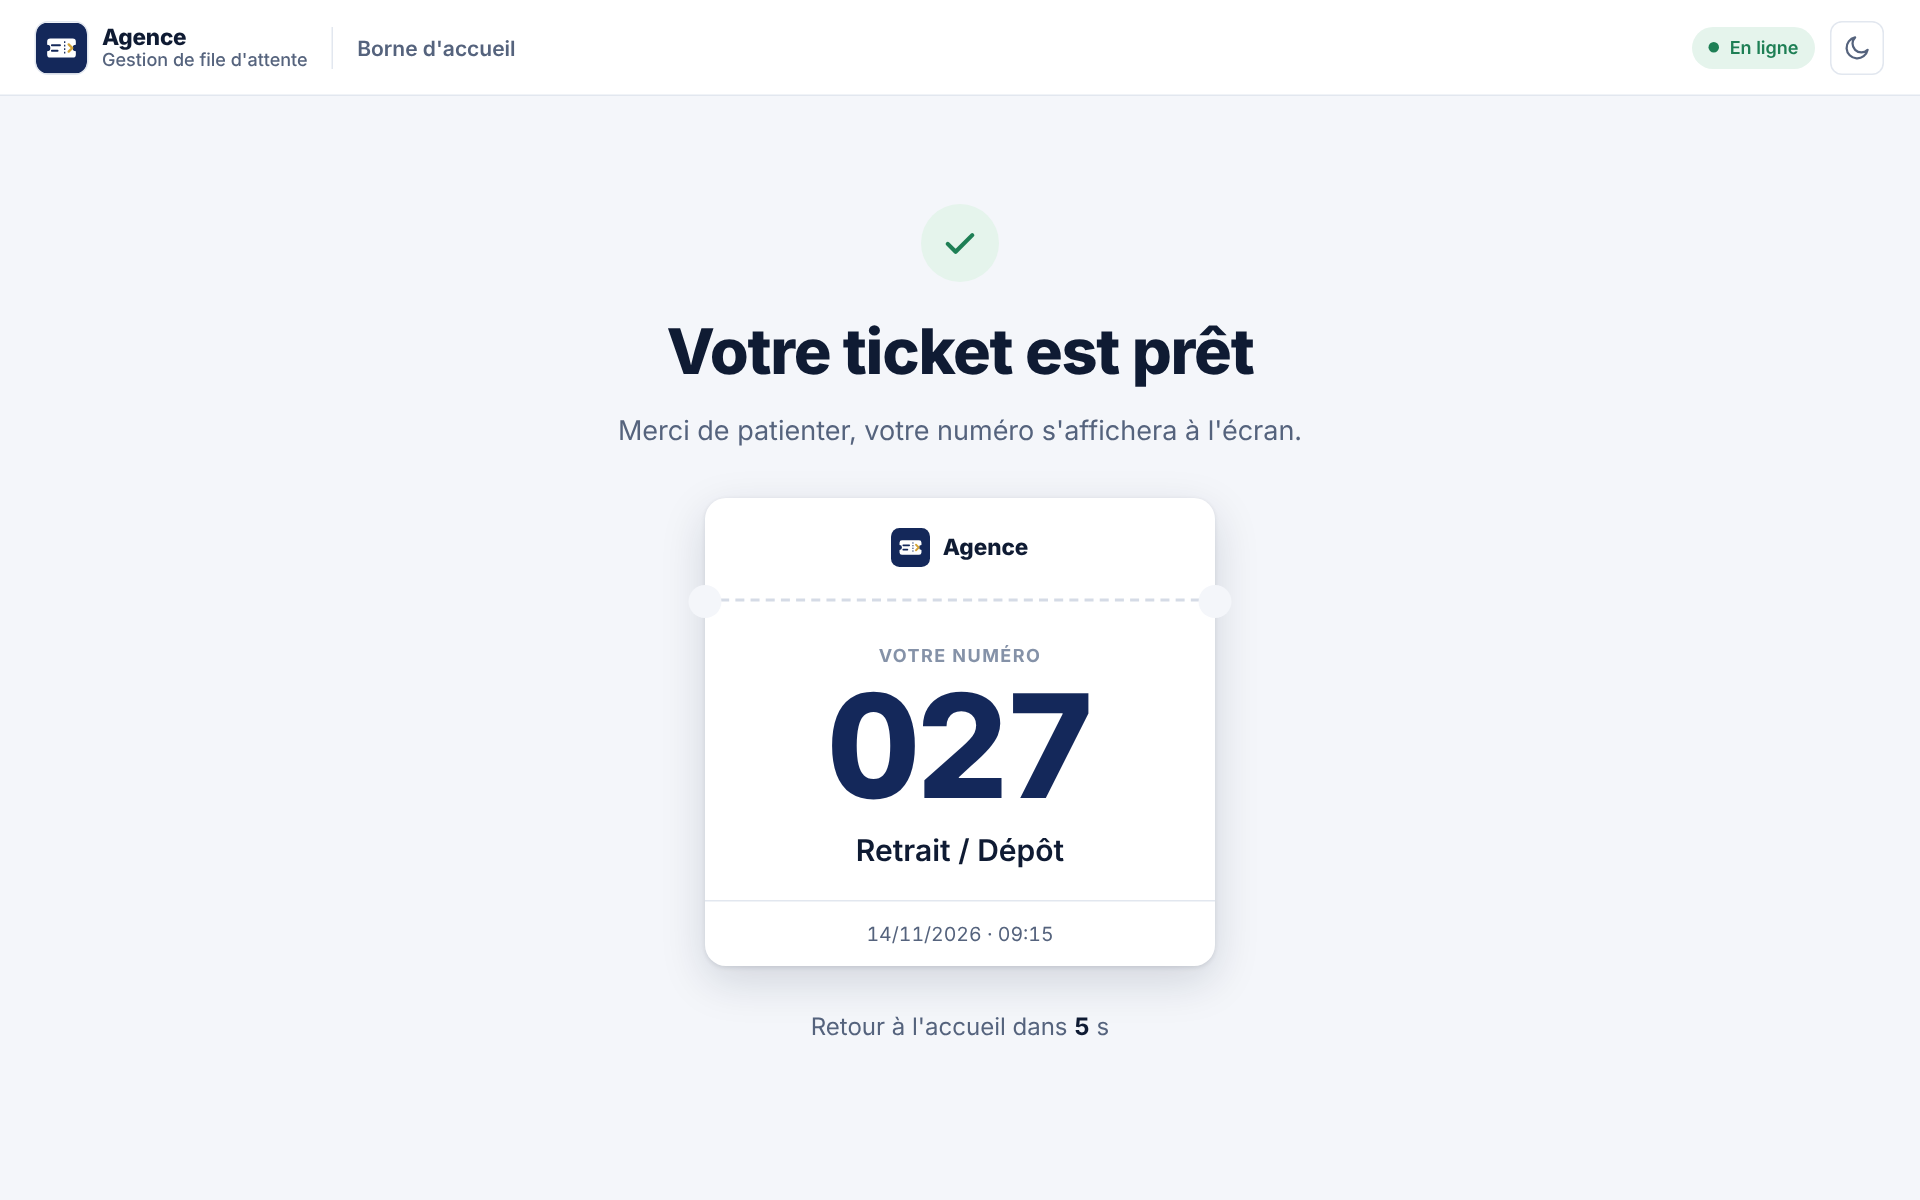 Agence
Gestion de file d'attente
Borne d'accueil
En ligne
Votre ticket est prêt
Merci de patienter, votre numéro s'affichera à l'écran.
Agence
VOTRE NUMÉRO
027
Retrait / Dépôt
14/11/2026 · 09:15
Retour à l'accueil dans 5 s